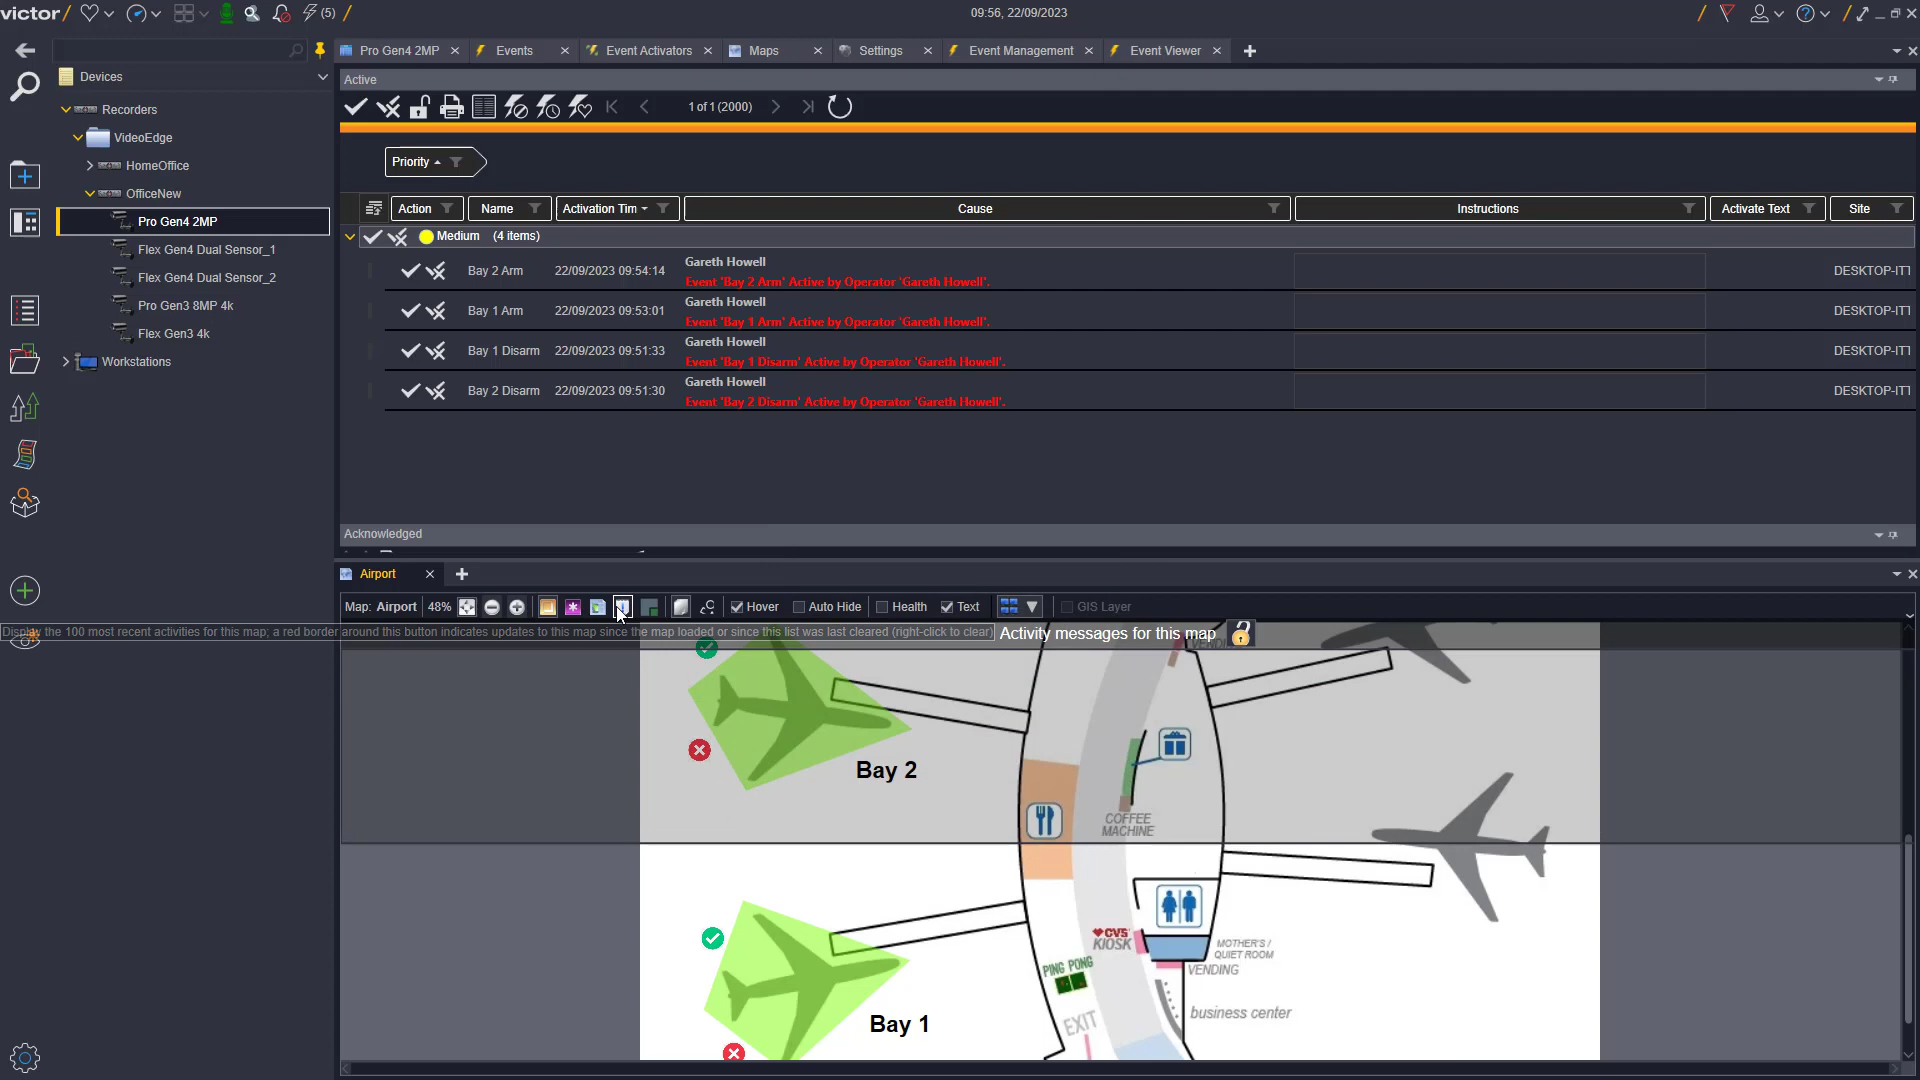 victor
(5)
09:56, 22/09/2023
Pro Gen4 2MP
Events
Event Activators
Maps
Settings
Event Management
Event Viewer
Devices
Recorders
VideoEdge
HomeOffice
OfficeNew
Pro Gen4 2MP
Flex Gen4 Dual Sensor_1
Flex Gen4 Dual Sensor_2
Pro Gen3 8MP 4k
Flex Gen3 4k
Workstations
Active
1 of 1 (2000)
Priority
Action Name Activation Tim Cause Instructions Activate Text Site
Medium (4 items)
Bay 2 Arm 22/09/2023 09:54:14 Gareth Howell DESKTOP-IT1
Event 'Bay 2 Arm' Active by Operator 'Gareth Howell'.
Bay 1 Arm 22/09/2023 09:53:01 Gareth Howell DESKTOP-IT1
Event 'Bay 1 Arm' Active by Operator 'Gareth Howell'.
Bay 1 Disarm 22/09/2023 09:51:33 Gareth Howell DESKTOP-IT1
Event 'Bay 1 Disarm' Active by Operator 'Gareth Howell'.
Bay 2 Disarm 22/09/2023 09:51:30 Gareth Howell DESKTOP-IT1
Event 'Bay 2 Disarm' Active by Operator 'Gareth Howell'.
Acknowledged
Airport
Map: Airport 48% Hover Auto Hide Health Text GIS Layer
Display the 100 most recent activities for this map; a red border around this button indicates updates to this map since the map loaded or since this list was last cleared (right-click to clear)
Activity messages for this map
Bay 2
COFFEE
MACHINE
CVS
KIOSK
MOTHER'S /
QUIET ROOM
VENDING
PING PONG
business center
EXIT
Bay 1